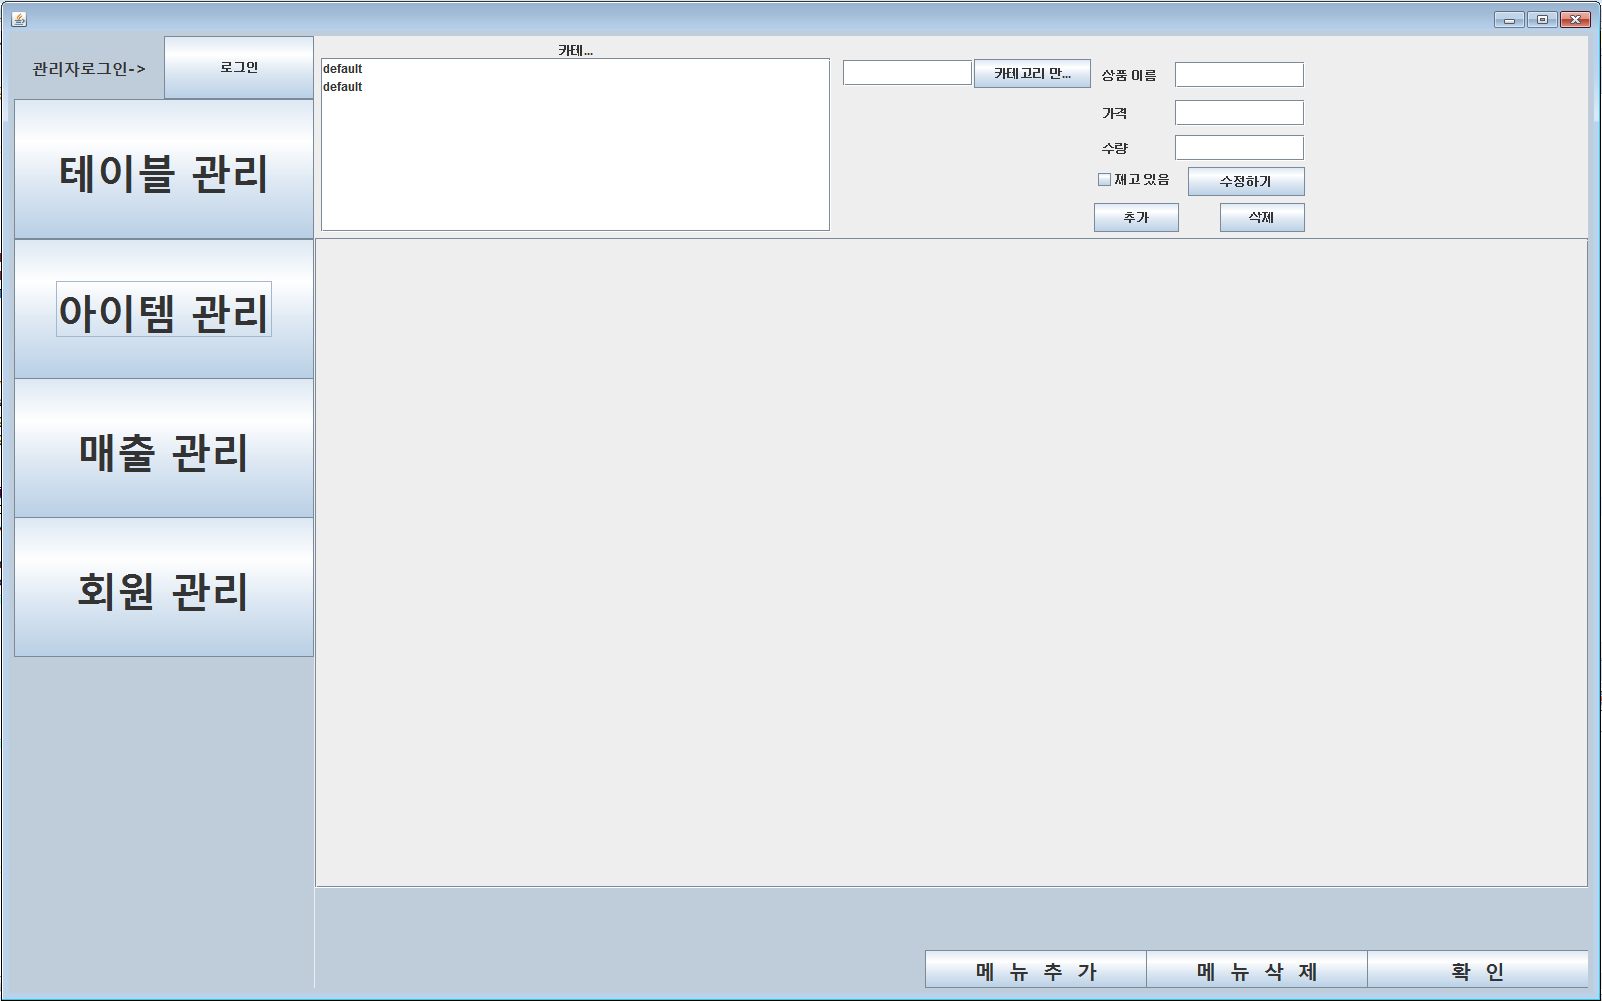 관리자로그인->
로그인
테이블 관리
아이템 관리
매출 관리
회원 관리
카테...
default
default
카테고리 만...
상품 이름
가격
수량
재고 있음
수정하기
추가
삭제
메 뉴 추 가
메 뉴 삭 제
확 인